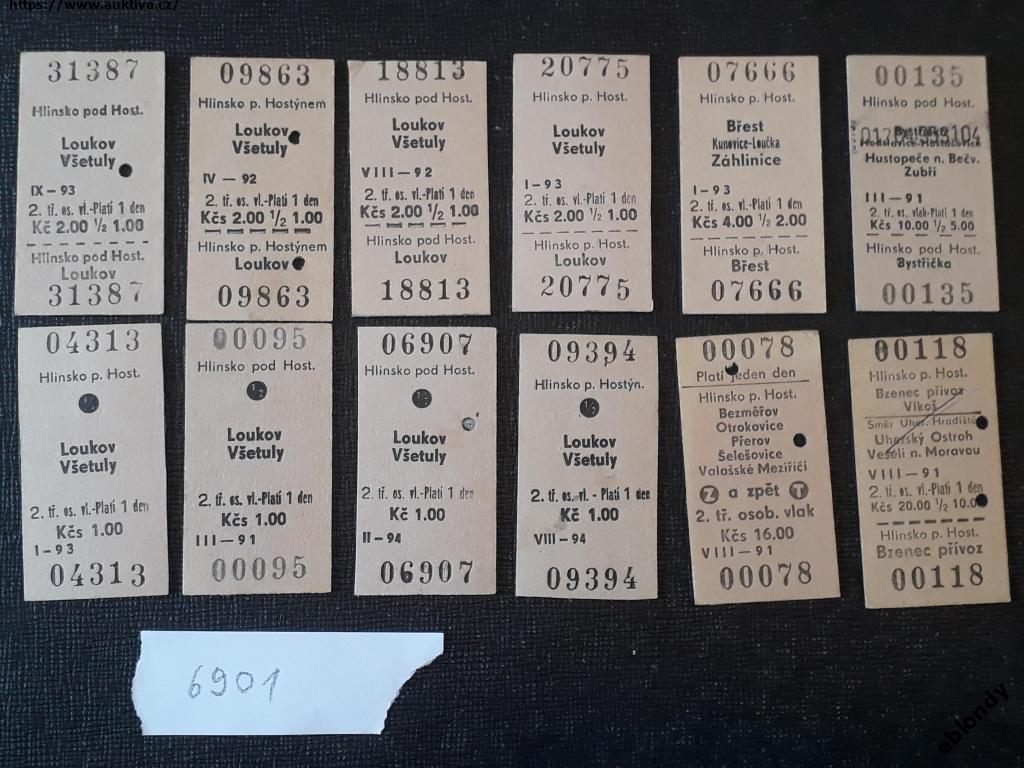 https://www.auktiva.cz/
31387
Hlinsko pod Host.
Loukov
Všetuly
IX-93
2. tř. os. vl.-Platí 1 den
Kč 2.00 1/2 1.00
Hlinsko pod Host.
Loukov
31387
09863
Hlinsko p. Hostýnem
Loukov
Všetuly
IV-92
2. tř. os. vl.-Platí 1 den
Kčs 2.00 1/2 1.00
Hlinsko p. Hostýnem
Loukov
09863
18813
Hlinsko pod Host.
Loukov
Všetuly
VIII-92
2. tř. os. vl.-Platí 1 den
Kčs 2.00 1/2 1.00
Hlinsko pod Host.
Loukov
18813
20775
Hlinsko p. Host.
Loukov
Všetuly
I-93
2. tř. os. vl.-Platí 1 den
Kčs 2.00 1/2 1.00
Hlinsko pod Host.
Loukov
20775
07666
Hlinsko p. Host.
Břest
Kunovice-Loučka
Záhlinice
I-93
2. tř. os. vl.-Platí 1 den
Kčs 4.00 1/2 2.00
Hlinsko p. Host.
Břest
07666
00135
Hlinsko pod Host.
Bystřička
Hustopeče n. Bečv.
Zubří
III-91
2. tř. os. vlak-Platí 1 den
Kčs 10.00 1/2 5.00
Hlinsko pod Host.
Bystřička
00135
04313
Hlinsko p. Host.
1/2
Loukov
Všetuly
2. tř. os. vl.-Platí 1 den
Kčs 1.00
I-93
04313
00095
Hlinsko pod Host.
1/2
Loukov
Všetuly
2. tř. os. vl.-Platí 1 den
Kčs 1.00
III-91
00095
06907
Hlinsko pod Host.
1/2
Loukov
Všetuly
2. tř. os. vl.-Platí 1 den
Kč 1.00
II-94
06907
09394
Hlinsko p. Hostýn.
1/2
Loukov
Všetuly
2. tř. os. vl. - Platí 1 den
Kč 1.00
VIII-94
09394
00078
Platí jeden den
Hlinsko p. Host.
Bezměřov
Otrokovice
Přerov
Šelešovice
Valašské Meziříčí
Z a zpět T
2. tř. osob. vlak
Kčs 16.00
VIII-91
00078
00118
Hlinsko p. Host.
Bzenec přívoz
Vlkoš
Směr Uher. Hradiště
Uherský Ostroh
Veselí n. Moravou
VIII-91
2. tř. os. vl.-Platí 1 den
Kčs 20.00 1/2 10.00
Hlinsko p. Host.
Bzenec přívoz
00118
6901
eblondy